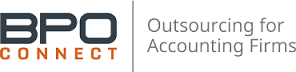 BPO
CONNECT
Outsourcing for
Accounting Firms